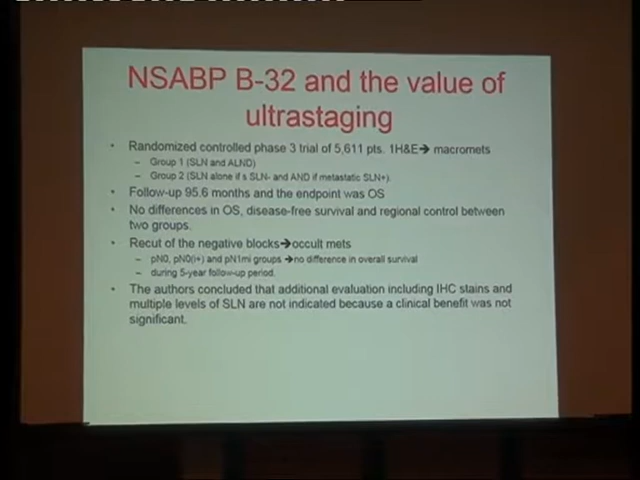 NSABP B-32 and the value of
ultrastaging
• Randomized controlled phase 3 trial of 5,611 pts. 1H&E➔ macromets
– Group 1 (SLN and ALND)
– Group 2 (SLN alone if s SLN- and AND if metastatic SLN+).
• Follow-up 95.6 months and the endpoint was OS
• No differences in OS, disease-free survival and regional control between
two groups.
• Recut of the negative blocks➔occult mets
– pN0, pN0(i+) and pN1mi groups ➔no difference in overall survival
– during 5-year follow-up period.
• The authors concluded that additional evaluation including IHC stains and
multiple levels of SLN are not indicated because a clinical benefit was not
significant.